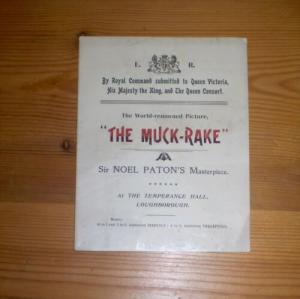 E. R.
By Royal Command submitted to Queen Victoria,
His Majesty the King, and The Queen Consort.
The World-renowned Picture,
"THE MUCK-RAKE"
Sir NOEL PATON'S Masterpiece.
AT THE TEMPERANCE HALL,
LOUGHBOROUGH.